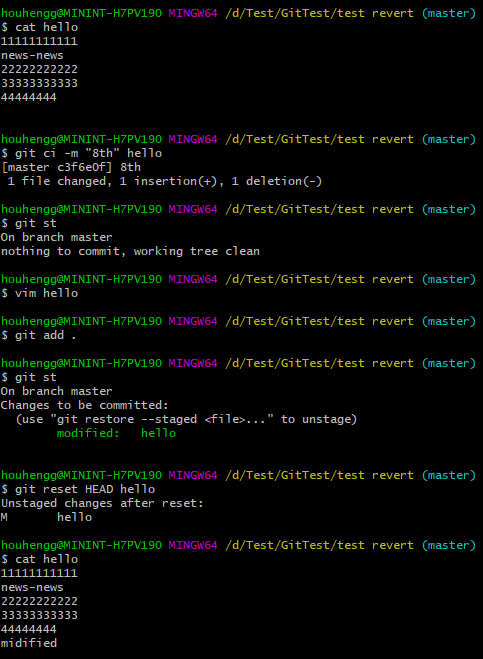 houhengg@MININT-H7PV190 MINGW64 /d/Test/GitTest/test revert (master)
$ cat hello
11111111111
news-news
22222222222
33333333333
44444444
houhengg@MININT-H7PV190 MINGW64 /d/Test/GitTest/test revert (master)
$ git ci -m "8th" hello
[master c3f6e0f] 8th
 1 file changed, 1 insertion(+), 1 deletion(-)
houhengg@MININT-H7PV190 MINGW64 /d/Test/GitTest/test revert (master)
$ git st
On branch master
nothing to commit, working tree clean
houhengg@MININT-H7PV190 MINGW64 /d/Test/GitTest/test revert (master)
$ vim hello
houhengg@MININT-H7PV190 MINGW64 /d/Test/GitTest/test revert (master)
$ git add .
houhengg@MININT-H7PV190 MINGW64 /d/Test/GitTest/test revert (master)
$ git st
On branch master
Changes to be committed:
  (use "git restore --staged <file>..." to unstage)
        modified:   hello
houhengg@MININT-H7PV190 MINGW64 /d/Test/GitTest/test revert (master)
$ git reset HEAD hello
Unstaged changes after reset:
M       hello
houhengg@MININT-H7PV190 MINGW64 /d/Test/GitTest/test revert (master)
$ cat hello
11111111111
news-news
22222222222
33333333333
44444444
midified